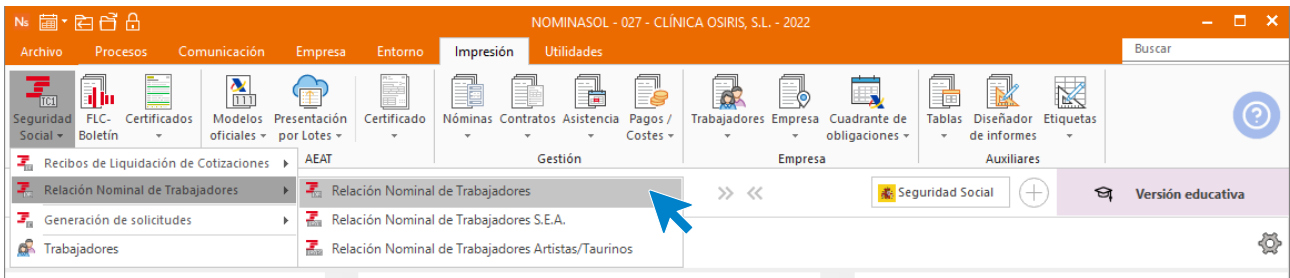 Ns NOMINASOL - 027 - CLÍNICA OSIRIS, S.L. - 2022
Archivo Procesos Comunicación Empresa Entorno Impresión Utilidades Buscar
TC1 111
Seguridad Social FLC- Boletín Certificados Modelos oficiales Presentación por Lotes Certificado Nóminas Contratos Asistencia Pagos / Costes Trabajadores Empresa Cuadrante de obligaciones Tablas Diseñador de informes Etiquetas ?
AEAT Gestión Empresa Auxiliares
Recibos de Liquidación de Cotizaciones
Relación Nominal de Trabajadores Relación Nominal de Trabajadores Seguridad Social Versión educativa
Generación de solicitudes Relación Nominal de Trabajadores S.E.A.
Trabajadores Relación Nominal de Trabajadores Artistas/Taurinos